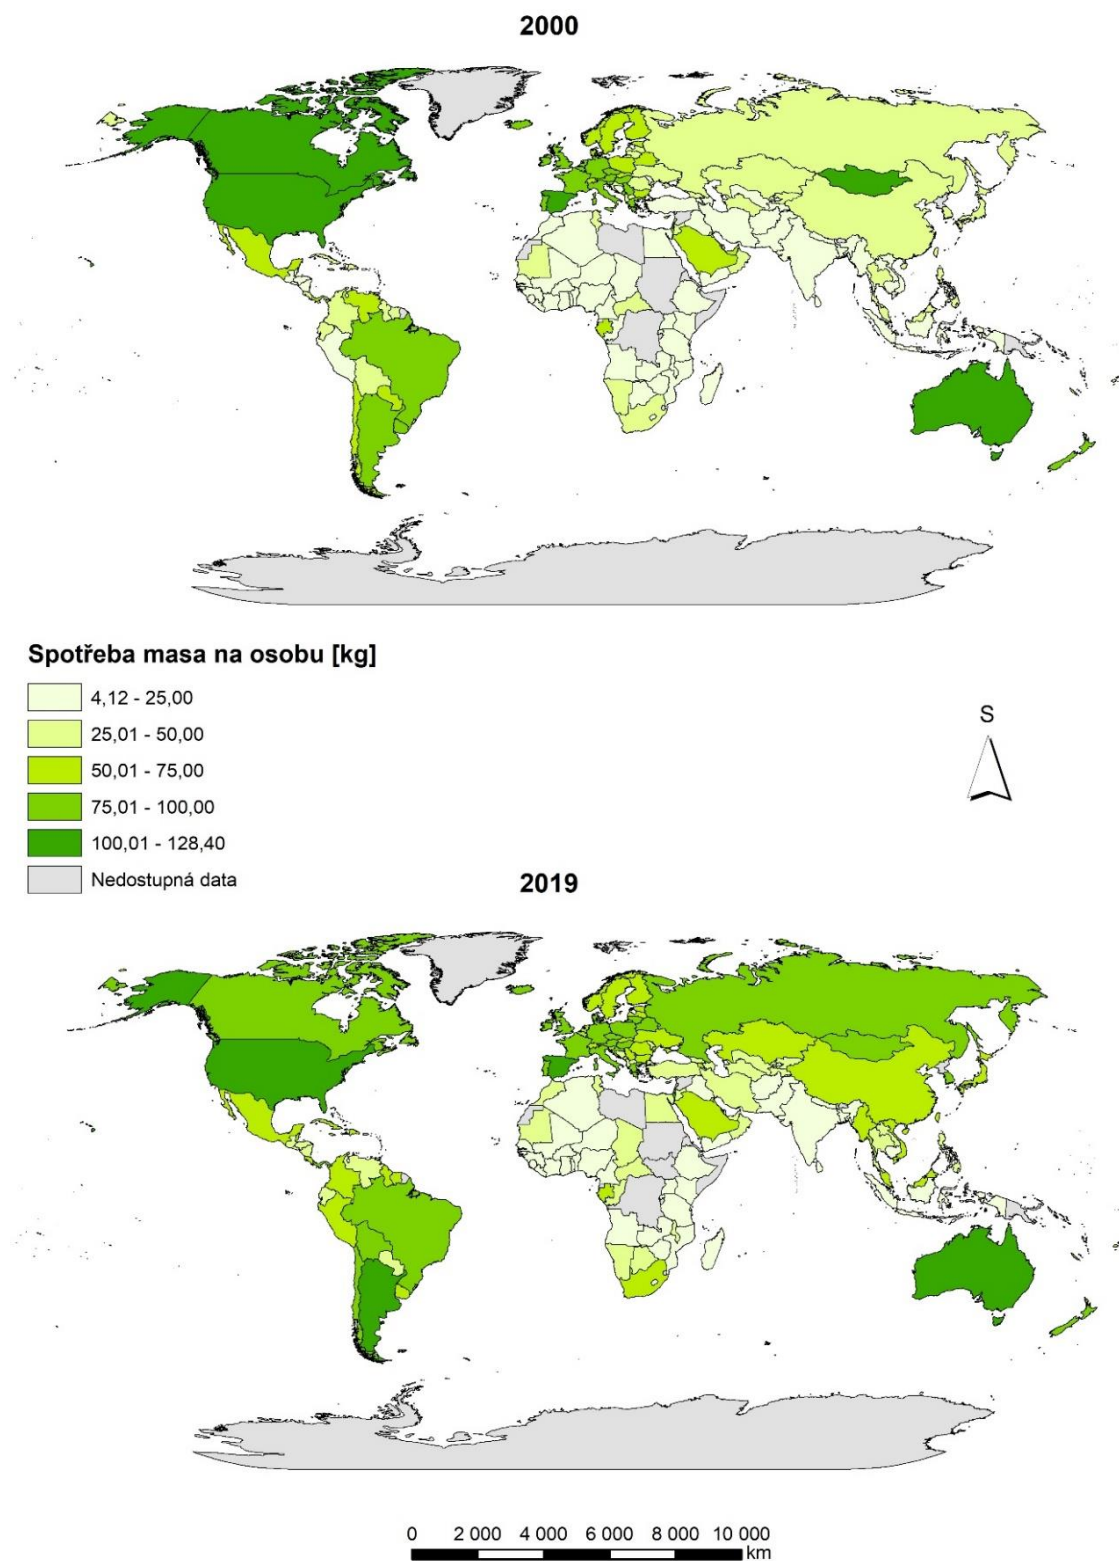 2000
Spotřeba masa na osobu [kg]
4,12 - 25,00
25,01 - 50,00
50,01 - 75,00
75,01 - 100,00
100,01 - 128,40
Nedostupná data
S
2019
0 2 000 4 000 6 000 8 000 10 000
km